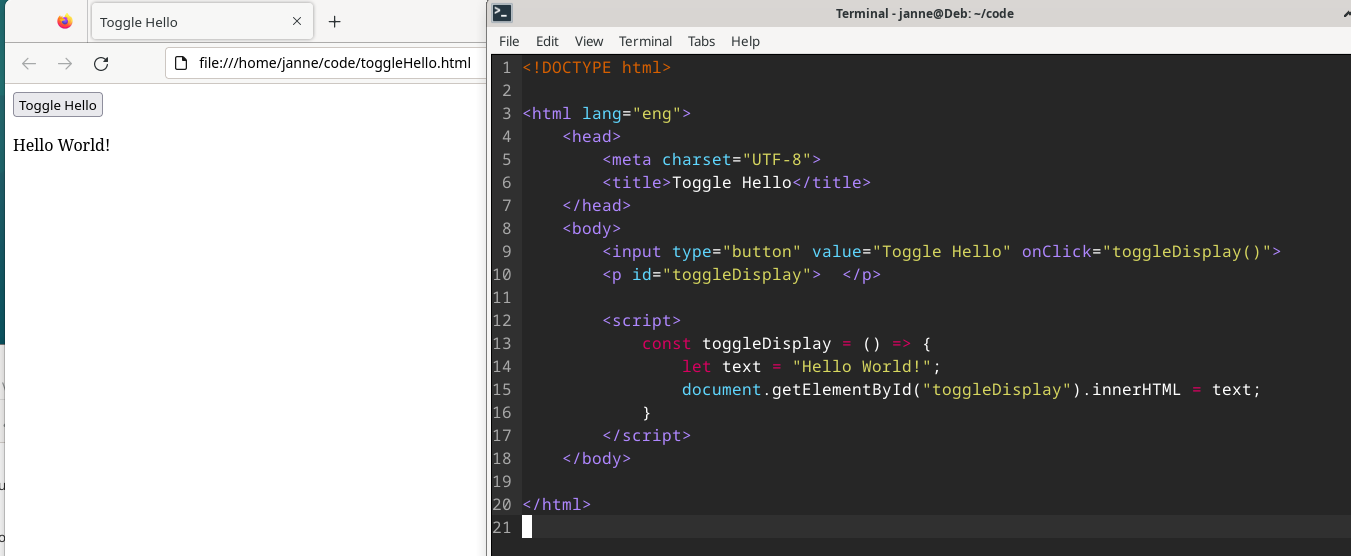 Toggle Hello
file:///home/janne/code/toggleHello.html
Toggle Hello
Hello World!
Terminal - janne@Deb: ~/code
File Edit View Terminal Tabs Help
1 <!DOCTYPE html>
2
3 <html lang="eng">
4     <head>
5         <meta charset="UTF-8">
6         <title>Toggle Hello</title>
7     </head>
8     <body>
9         <input type="button" value="Toggle Hello" onClick="toggleDisplay()">
10         <p id="toggleDisplay">  </p>
11
12         <script>
13             const toggleDisplay = () => {
14                 let text = "Hello World!";
15                 document.getElementById("toggleDisplay").innerHTML = text;
16             }
17         </script>
18     </body>
19
20 </html>
21